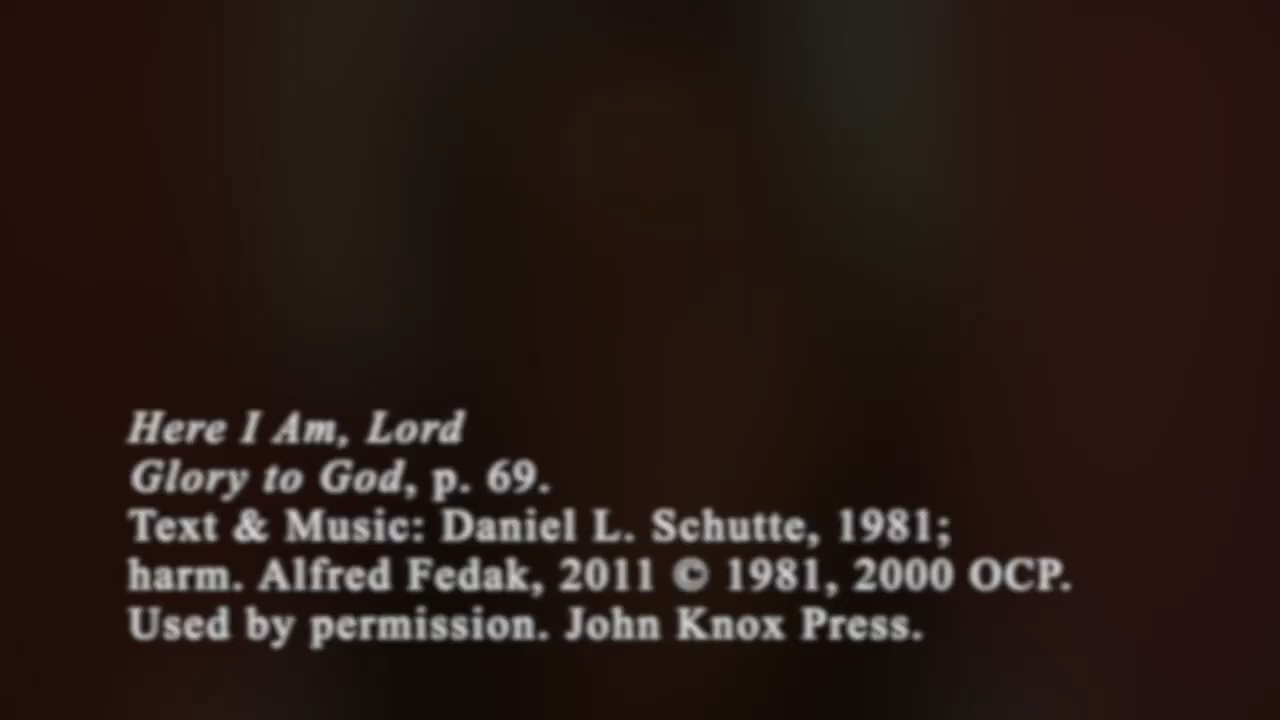 Here I Am, Lord
Glory to God, p. 69.
Text & Music: Daniel L. Schutte, 1981;
harm. Alfred Fedak, 2011 © 1981, 2000 OCP.
Used by permission. John Knox Press.